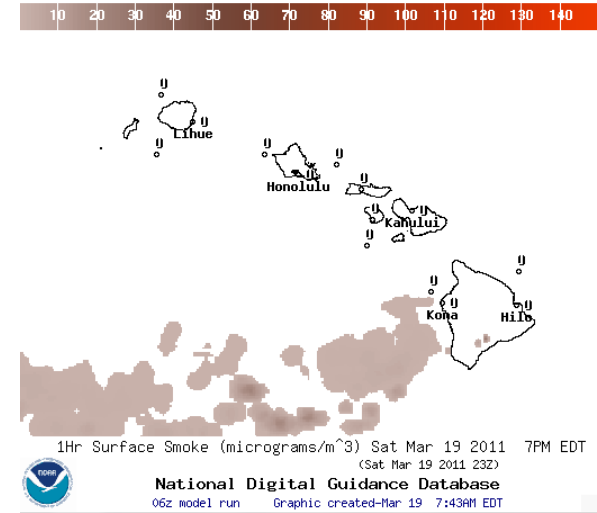 10 20 30 40 50 60 70 80 90 100 110 120 130 140
0
0
Lihue
0
0
0
Honolulu
0
0
0
Kahului
0
0
0
0
Kona
0
Hilo
1Hr Surface Smoke (micrograms/m^3) Sat Mar 19 2011 7PM EDT
(Sat Mar 19 2011 23Z)
NOAA
National Digital Guidance Database
06z model run Graphic created-Mar 19 7:43AM EDT